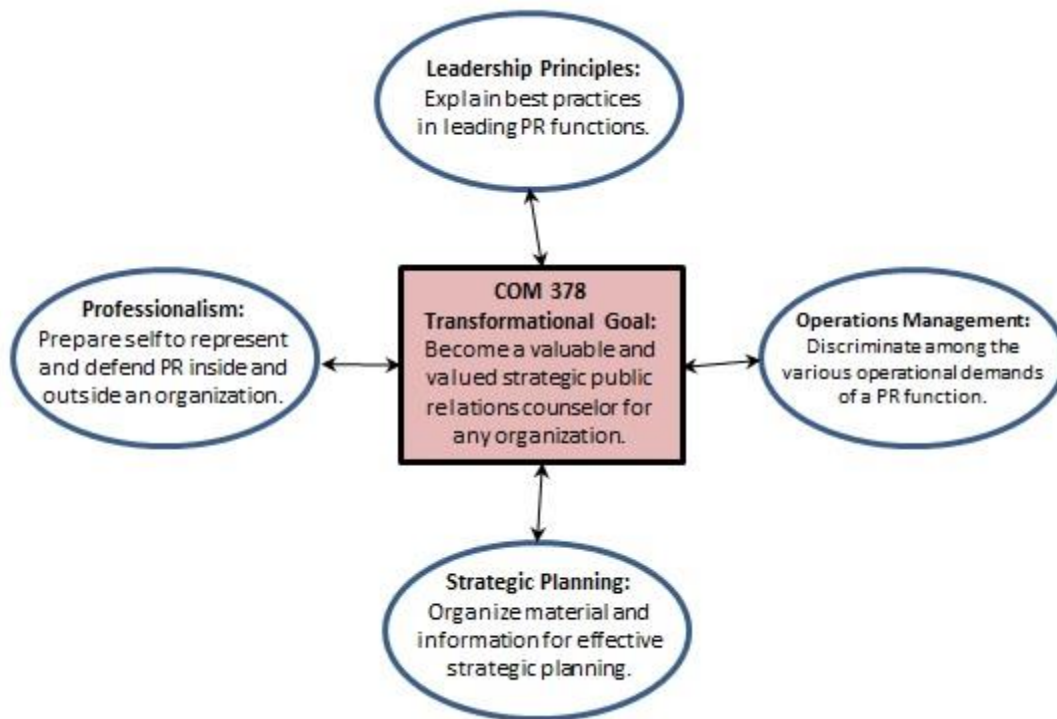 Leadership Principles:
Explain best practices
in leading PR functions.
Professionalism:
Prepare self to represent
and defend PR inside and
outside an organization.
COM 378
Transformational Goal:
Become a valuable and
valued strategic public
relations counselor for
any organization.
Operations Management:
Discriminate among the
various operational demands
of a PR function.
Strategic Planning:
Organize material and
information for effective
strategic planning.